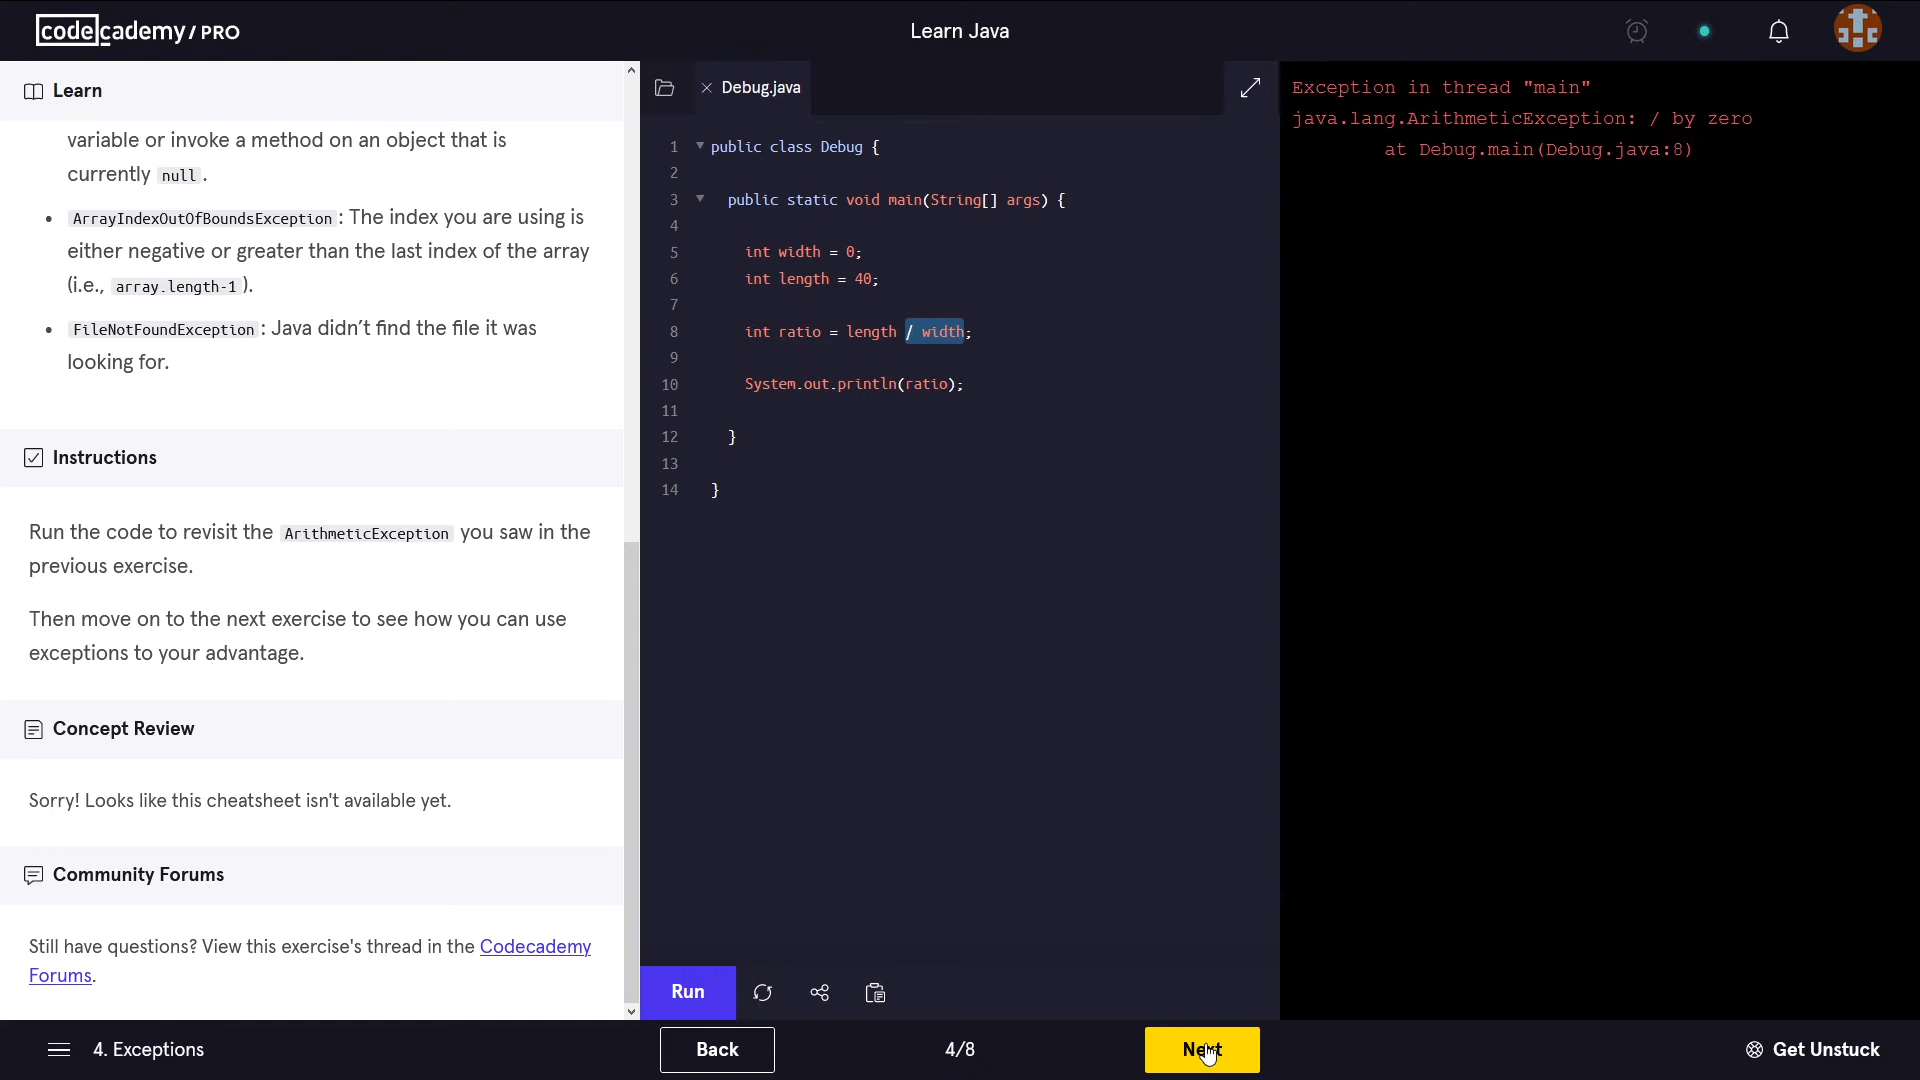 codecademy / PRO
Learn Java
Learn
variable or invoke a method on an object that is
currently null .
• ArrayIndexOutOfBoundsException : The index you are using is
either negative or greater than the last index of the array
(i.e., array.length-1 ).
• FileNotFoundException : Java didn’t find the file it was
looking for.
Instructions
Run the code to revisit the ArithmeticException you saw in the
previous exercise.
Then move on to the next exercise to see how you can use
exceptions to your advantage.
Concept Review
Sorry! Looks like this cheatsheet isn't available yet.
Community Forums
Still have questions? View this exercise's thread in the Codecademy
Forums.
Debug.java
1 public class Debug {
2
3 public static void main(String[] args) {
4
5 int width = 0;
6 int length = 40;
7
8 int ratio = length / width;
9
10 System.out.println(ratio);
11
12 }
13
14 }
Run
Exception in thread "main"
java.lang.ArithmeticException: / by zero
at Debug.main(Debug.java:8)
4. Exceptions
Back
4/8
Next
Get Unstuck